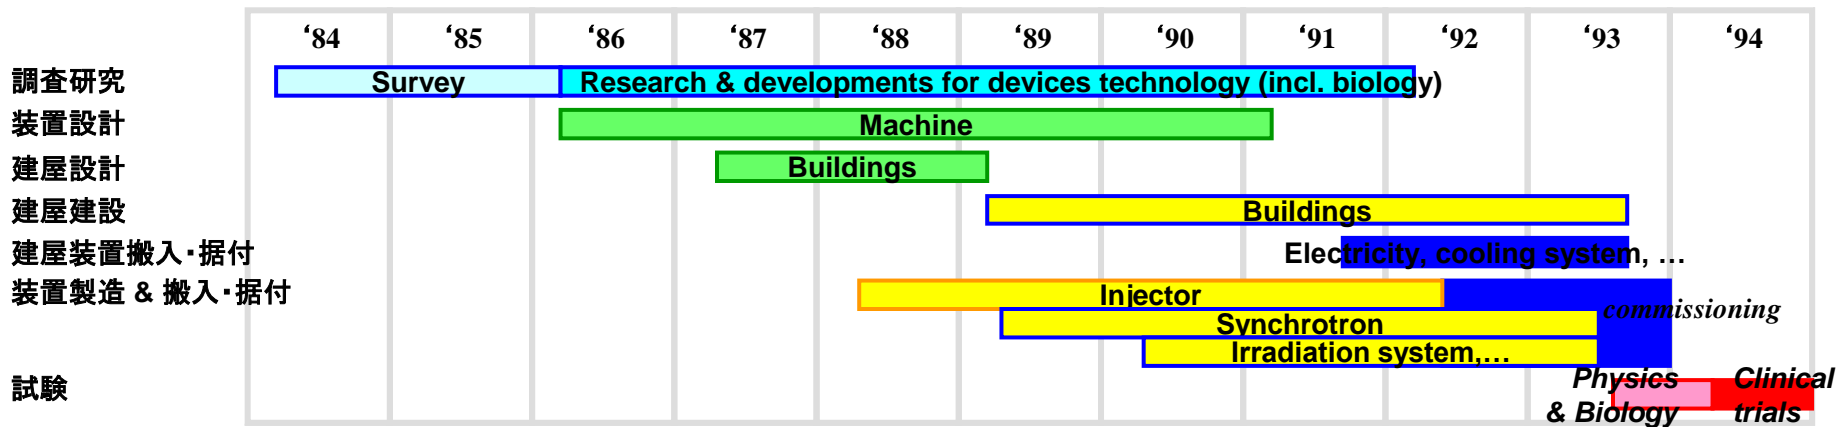 ‘84 ‘85 ‘86 ‘87 ‘88 ‘89 ‘90 ‘91 ‘92 ‘93 ‘94
調査研究 Survey Research & developments for devices technology (incl. biology)
装置設計 Machine
建屋設計 Buildings
建屋建設 Buildings
建屋装置搬入・据付 Electricity, cooling system, …
装置製造 & 搬入・据付 Injector
commissioning
Synchrotron
Irradiation system,…
試験 Physics Clinical
& Biology trials